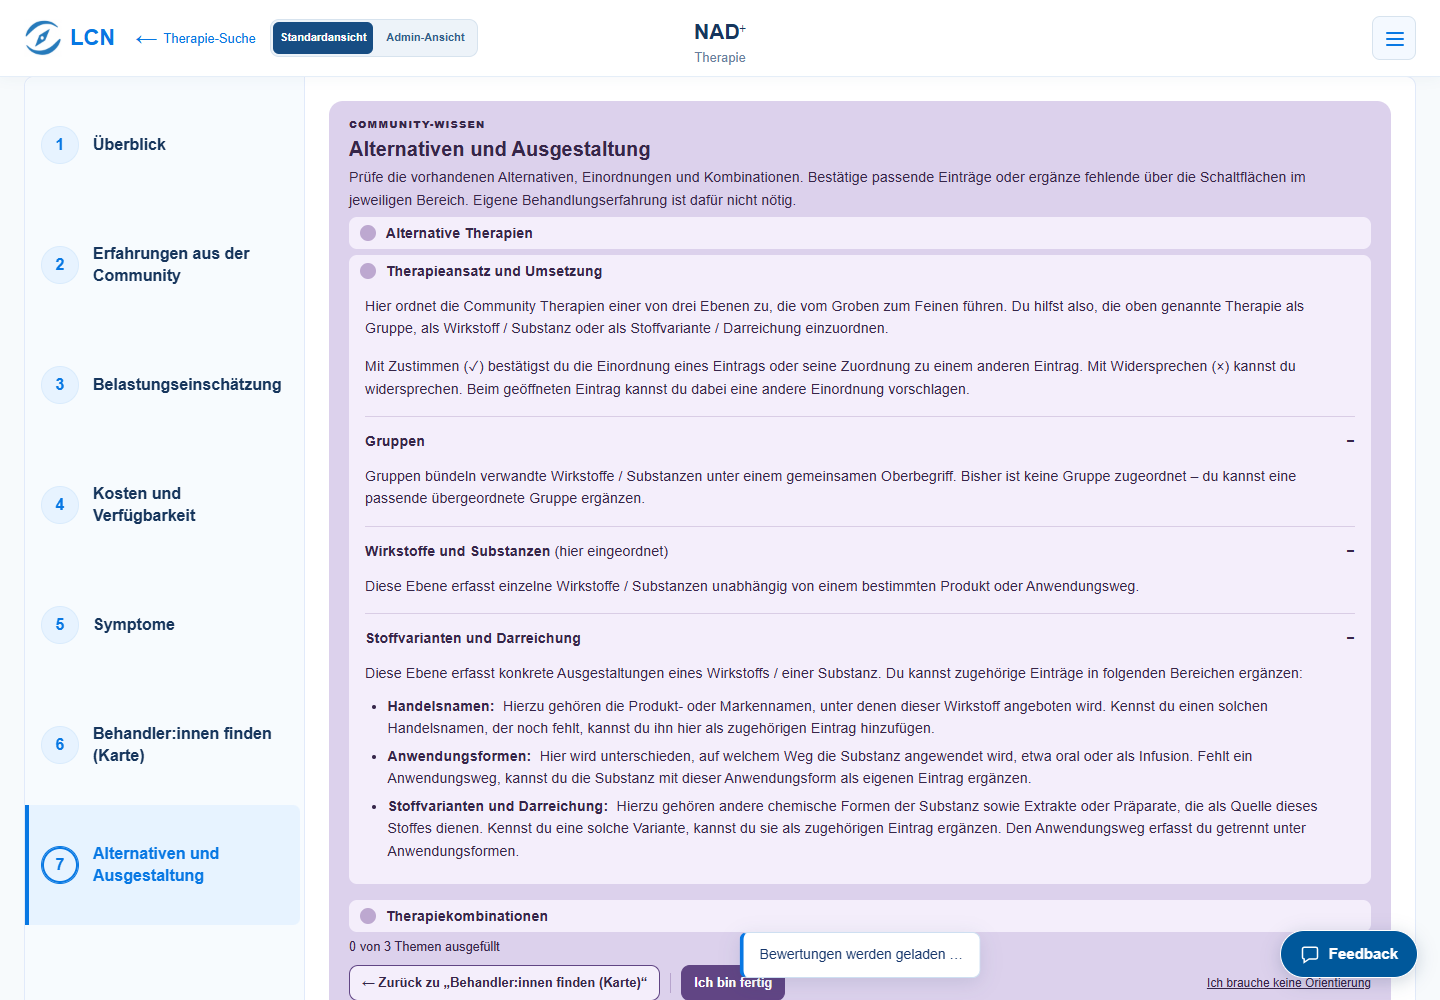 LCN
← Therapie-Suche
Standardansicht
Admin-Ansicht
NAD+
Therapie
1 Überblick
2 Erfahrungen aus der
Community
3 Belastungseinschätzung
4 Kosten und
Verfügbarkeit
5 Symptome
6 Behandler:innen finden
(Karte)
7 Alternativen und
Ausgestaltung
COMMUNITY-WISSEN
Alternativen und Ausgestaltung
Prüfe die vorhandenen Alternativen, Einordnungen und Kombinationen. Bestätige passende Einträge oder ergänze fehlende über die Schaltflächen im
jeweiligen Bereich. Eigene Behandlungserfahrung ist dafür nicht nötig.
Alternative Therapien
Therapieansatz und Umsetzung
Hier ordnet die Community Therapien einer von drei Ebenen zu, die vom Groben zum Feinen führen. Du hilfst also, die oben genannte Therapie als
Gruppe, als Wirkstoff / Substanz oder als Stoffvariante / Darreichung einzuordnen.
Mit Zustimmen (✓) bestätigst du die Einordnung eines Eintrags oder seine Zuordnung zu einem anderen Eintrag. Mit Widersprechen (×) kannst du
widersprechen. Beim geöffneten Eintrag kannst du dabei eine andere Einordnung vorschlagen.
Gruppen –
Gruppen bündeln verwandte Wirkstoffe / Substanzen unter einem gemeinsamen Oberbegriff. Bisher ist keine Gruppe zugeordnet – du kannst eine
passende übergeordnete Gruppe ergänzen.
Wirkstoffe und Substanzen (hier eingeordnet) –
Diese Ebene erfasst einzelne Wirkstoffe / Substanzen unabhängig von einem bestimmten Produkt oder Anwendungsweg.
Stoffvarianten und Darreichung –
Diese Ebene erfasst konkrete Ausgestaltungen eines Wirkstoffs / einer Substanz. Du kannst zugehörige Einträge in folgenden Bereichen ergänzen:
• Handelsnamen: Hierzu gehören die Produkt- oder Markennamen, unter denen dieser Wirkstoff angeboten wird. Kennst du einen solchen
Handelsnamen, der noch fehlt, kannst du ihn hier als zugehörigen Eintrag hinzufügen.
• Anwendungsformen: Hier wird unterschieden, auf welchem Weg die Substanz angewendet wird, etwa oral oder als Infusion. Fehlt ein
Anwendungsweg, kannst du die Substanz mit dieser Anwendungsform als eigenen Eintrag ergänzen.
• Stoffvarianten und Darreichung: Hierzu gehören andere chemische Formen der Substanz sowie Extrakte oder Präparate, die als Quelle dieses
Stoffes dienen. Kennst du eine solche Variante, kannst du sie als zugehörigen Eintrag ergänzen. Den Anwendungsweg erfasst du getrennt unter
Anwendungsformen.
Therapiekombinationen
0 von 3 Themen ausgefüllt
Bewertungen werden geladen …
← Zurück zu „Behandler:innen finden (Karte)“
Ich bin fertig
Ich brauche keine Orientierung
Feedback